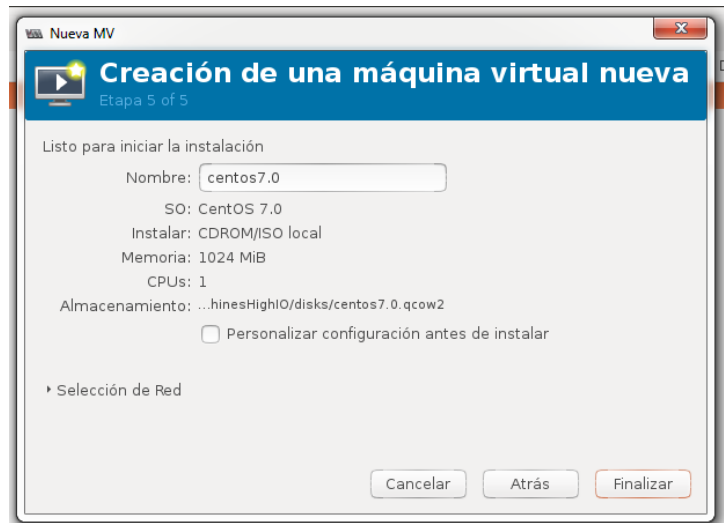 Nueva MV
Creación de una máquina virtual nueva
Etapa 5 of 5
Listo para iniciar la instalación
Nombre: centos7.0
SO: CentOS 7.0
Instalar: CDROM/ISO local
Memoria: 1024 MiB
CPUs: 1
Almacenamiento: ...hinesHighIO/disks/centos7.0.qcow2
Personalizar configuración antes de instalar
Selección de Red
Cancelar Atrás Finalizar